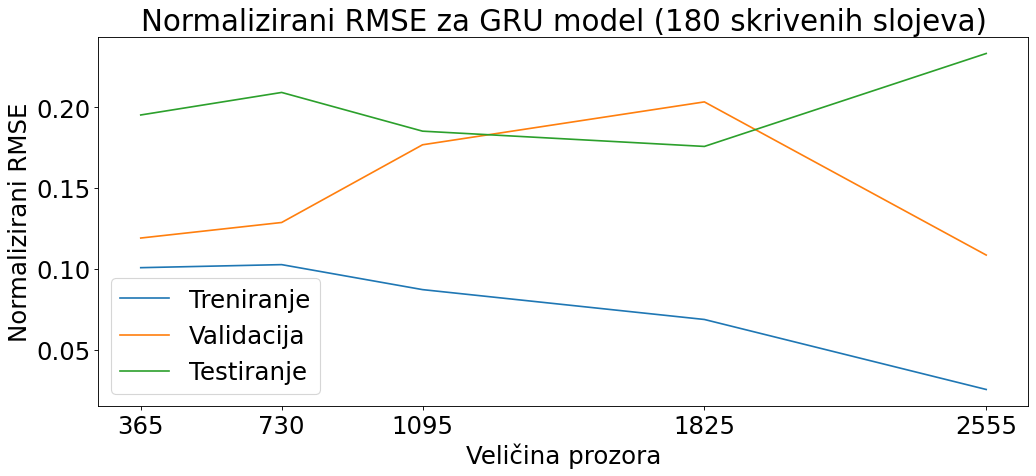 Normalizirani RMSE za GRU model (180 skrivenih slojeva)
Normalizirani RMSE
0.20
0.15
0.10
0.05
Treniranje
Validacija
Testiranje
365 730 1095 1825 2555
Veličina prozora